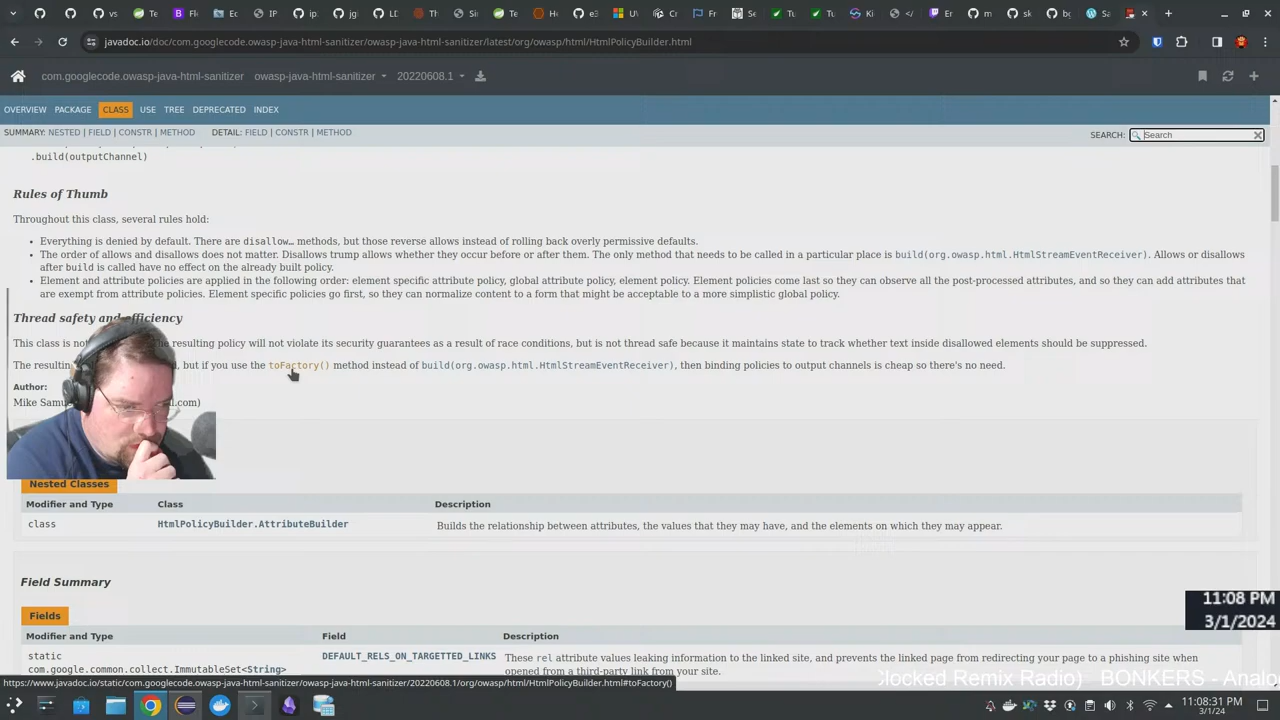 javadoc.io/doc/com.googlecode.owasp-java-html-sanitizer/owasp-java-html-sanitizer/latest/org/owasp/html/HtmlPolicyBuilder.html
com.googlecode.owasp-java-html-sanitizer owasp-java-html-sanitizer 20220608.1
OVERVIEW PACKAGE CLASS USE TREE DEPRECATED INDEX
SUMMARY: NESTED | FIELD | CONSTR | METHOD DETAIL: FIELD | CONSTR | METHOD
SEARCH: Search
.build(outputChannel)
Rules of Thumb
Throughout this class, several rules hold:
• Everything is denied by default. There are disallow… methods, but those reverse allows instead of rolling back overly permissive defaults.
• The order of allows and disallows does not matter. Disallows trump allows whether they occur before or after them. The only method that needs to be called in a particular place is build(org.owasp.html.HtmlStreamEventReceiver). Allows or disallows
after build is called have no effect on the already built policy.
• Element and attribute policies are applied in the following order: element specific attribute policy, global attribute policy, element policy. Element policies come last so they can observe all the post-processed attributes, and so they can add attributes that
are exempt from attribute policies. Element specific policies go first, so they can normalize content to a form that might be acceptable to a more simplistic global policy.
Thread safety and efficiency
This class is not The resulting policy will not violate its security guarantees as a result of race conditions, but is not thread safe because it maintains state to track whether text inside disallowed elements should be suppressed.
The resulting , but if you use the toFactory() method instead of build(org.owasp.html.HtmlStreamEventReceiver), then binding policies to output channels is cheap so there's no need.
Author:
Mike Samu .com)
Nested Classes
Modifier and Type Class Description
class HtmlPolicyBuilder.AttributeBuilder Builds the relationship between attributes, the values that they may have, and the elements on which they may appear.
Field Summary
Fields
Modifier and Type Field Description
static DEFAULT_RELS_ON_TARGETTED_LINKS These rel attribute values leaking information to the linked site, and prevents the linked page from redirecting your page to a phishing site when
com.google.common.collect.ImmutableSet<String> opened from a third-party link from your site.
11:08 PM
3/1/2024
locked Remix Radio) DONKERS - Analo
https://www.javadoc.io/static/com.googlecode.owasp-java-html-sanitizer/owasp-java-html-sanitizer/20220608.1/org/owasp/html/HtmlPolicyBuilder.html#toFactory()
11:08:31 PM
3/1/24